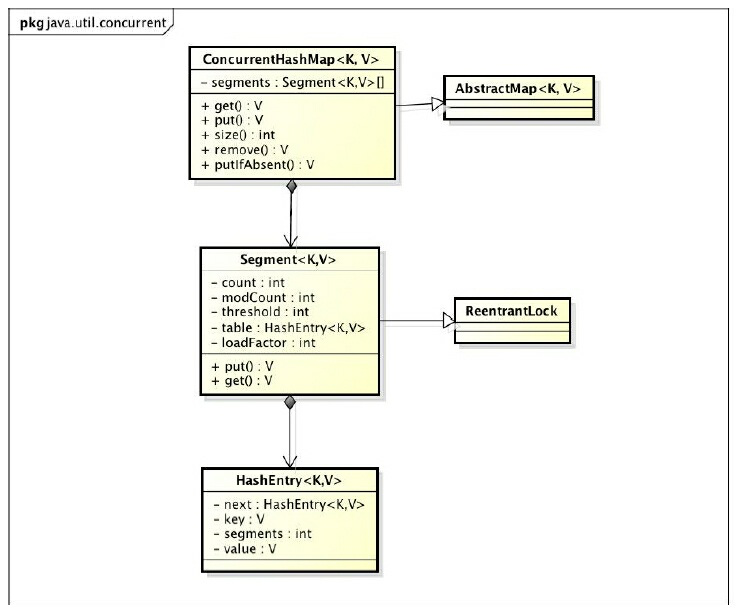 pkg java.util.concurrent
ConcurrentHashMap<K, V>
- segments : Segment<K,V>[]
+ get() : V
+ put() : V
+ size() : int
+ remove() : V
+ putIfAbsent() : V
AbstractMap<K, V>
Segment<K,V>
- count : int
- modCount : int
- threshold : int
- table : HashEntry<K,V>
- loadFactor : int
+ put() : V
+ get() : V
ReentrantLock
HashEntry<K,V>
- next : HashEntry<K,V>
- key : V
- segments : int
- value : V